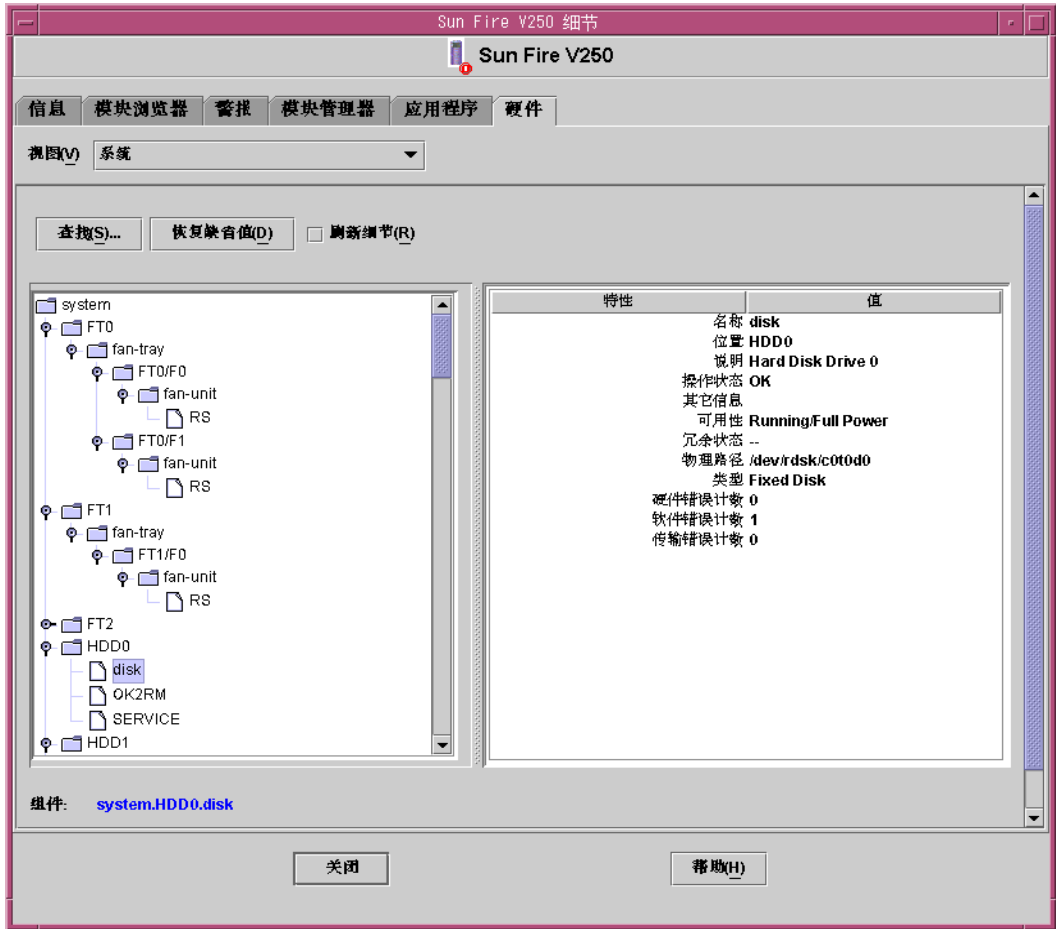 Sun Fire V250 细节
Sun Fire V250
信息 模块浏览器 警报 模块管理器 应用程序 硬件
视图(V) 系统
查找(S)... 恢复缺省值(D) 刷新细节(R)
system
FT0
fan-tray
FT0/F0
fan-unit
RS
FT0/F1
fan-unit
RS
FT1
fan-tray
FT1/F0
fan-unit
RS
FT2
HDD0
disk
OK2RM
SERVICE
HDD1
特性 值
名称 disk
位置 HDD0
说明 Hard Disk Drive 0
操作状态 OK
其它信息
可用性 Running/Full Power
冗余状态 --
物理路径 /dev/rdsk/c0t0d0
类型 Fixed Disk
硬件错误计数 0
软件错误计数 1
传输错误计数 0
组件: system.HDD0.disk
关闭 帮助(H)